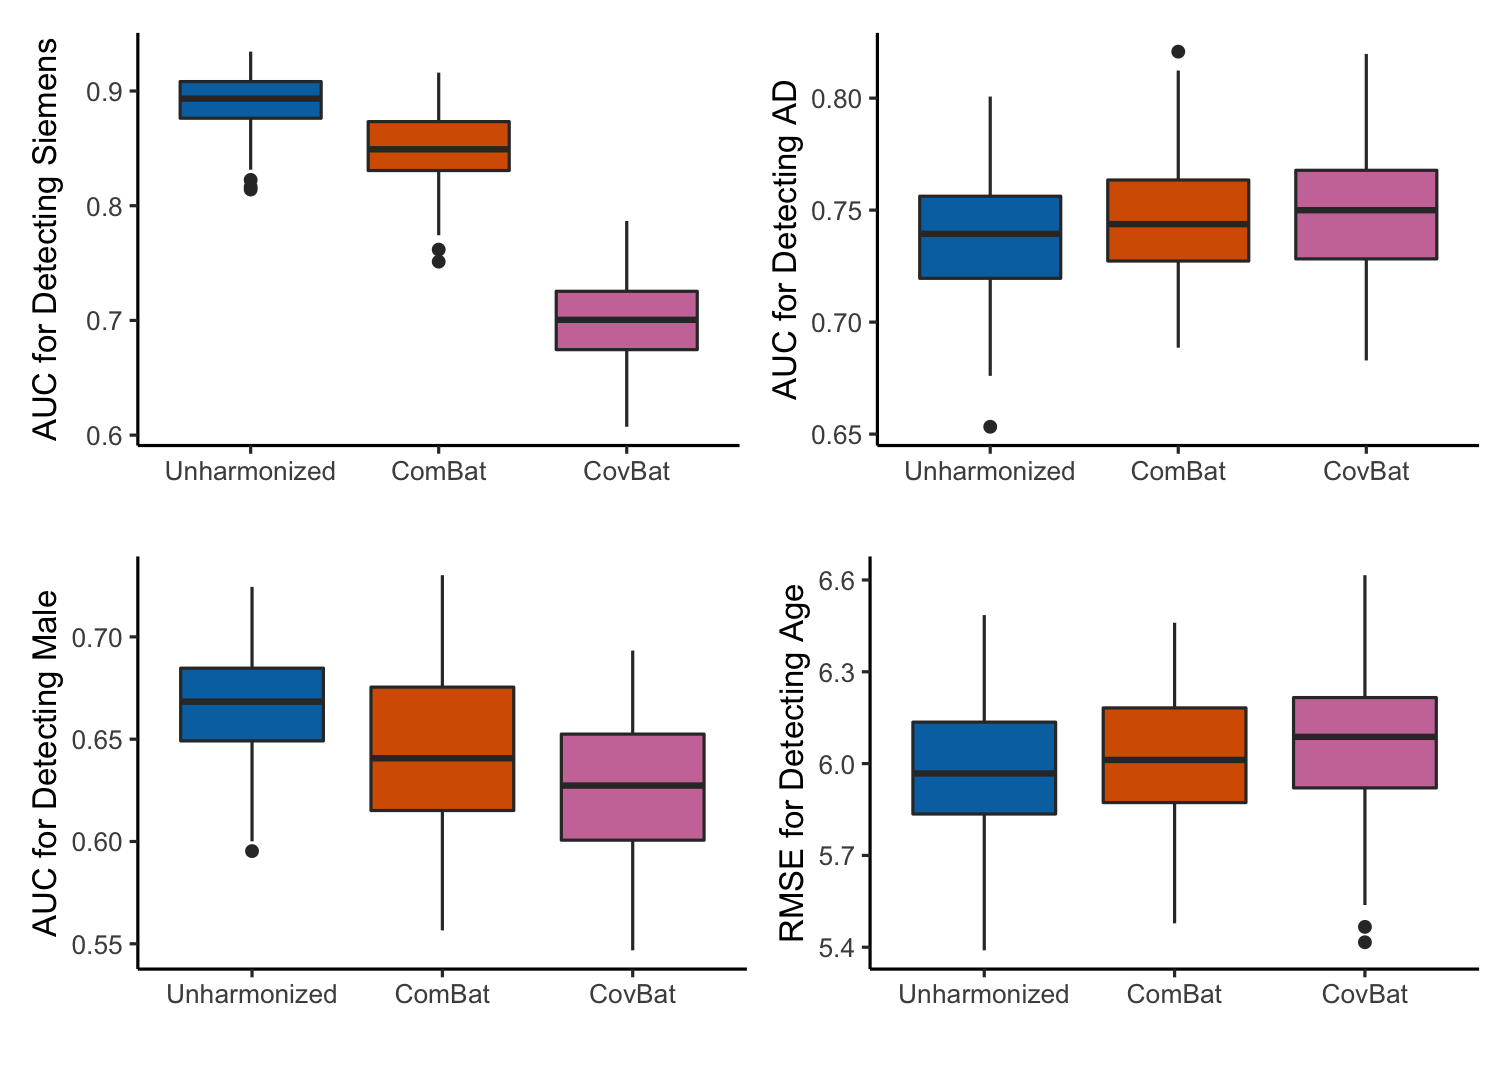 AUC for Detecting Siemens
0.9
0.8
0.7
0.6
Unharmonized ComBat CovBat
AUC for Detecting AD
0.80
0.75
0.70
0.65
Unharmonized ComBat CovBat
AUC for Detecting Male
0.70
0.65
0.60
0.55
Unharmonized ComBat CovBat
RMSE for Detecting Age
6.6
6.3
6.0
5.7
5.4
Unharmonized ComBat CovBat